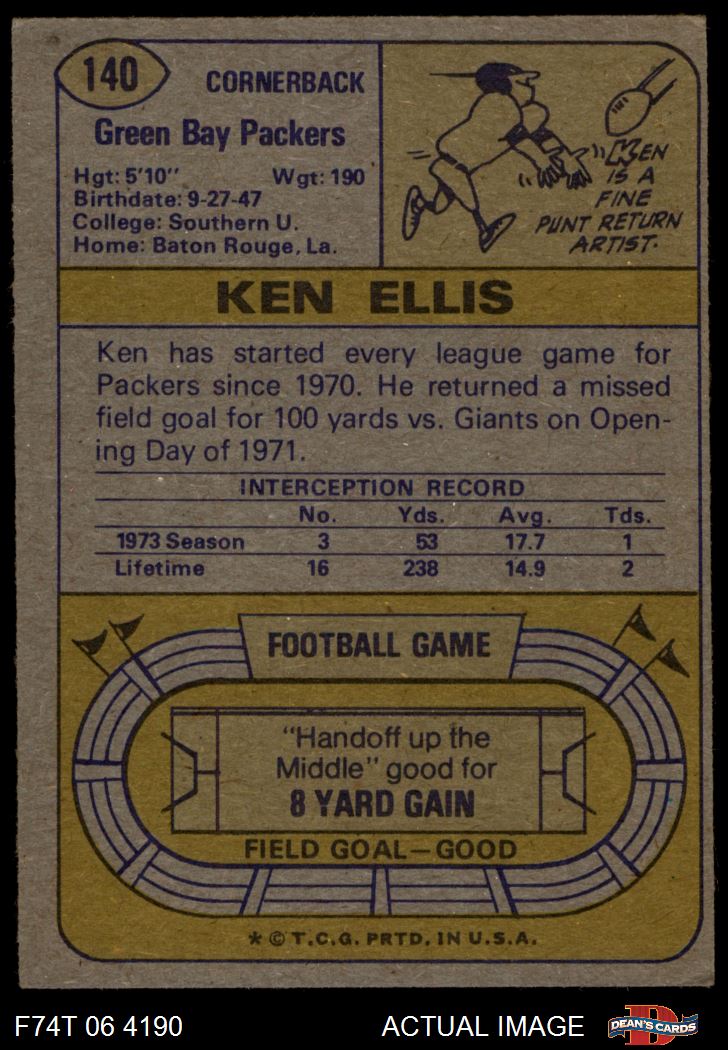 140
CORNERBACK
Green Bay Packers
Hgt: 5'10" Wgt: 190
Birthdate: 9-27-47
College: Southern U.
Home: Baton Rouge, La.
KEN
IS A
FINE
PUNT RETURN
ARTIST.
KEN ELLIS
Ken has started every league game for
Packers since 1970. He returned a missed
field goal for 100 yards vs. Giants on Open-
ing Day of 1971.
INTERCEPTION RECORD
No. Yds. Avg. Tds.
1973 Season 3 53 17.7 1
Lifetime 16 238 14.9 2
FOOTBALL GAME
"Handoff up the
Middle" good for
8 YARD GAIN
FIELD GOAL—GOOD
* © T.C.G. PRTD. IN U.S.A.
F74T 06 4190 ACTUAL IMAGE
D
DEAN'S CARDS